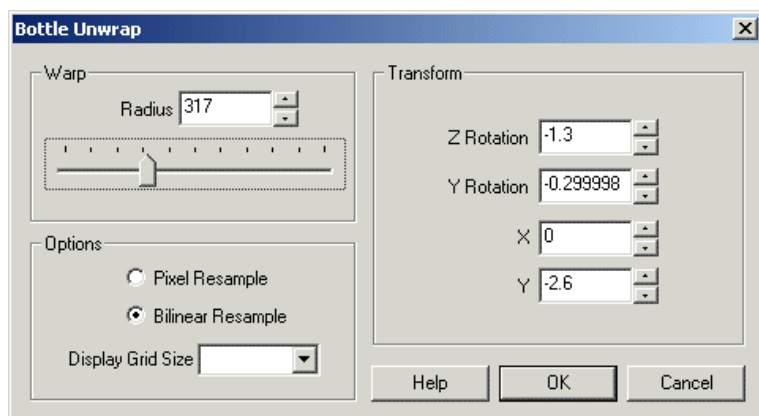 Bottle Unwrap
Warp
Radius 317
Options
Pixel Resample
Bilinear Resample
Display Grid Size
Transform
Z Rotation -1.3
Y Rotation -0.299998
X 0
Y -2.6
Help OK Cancel